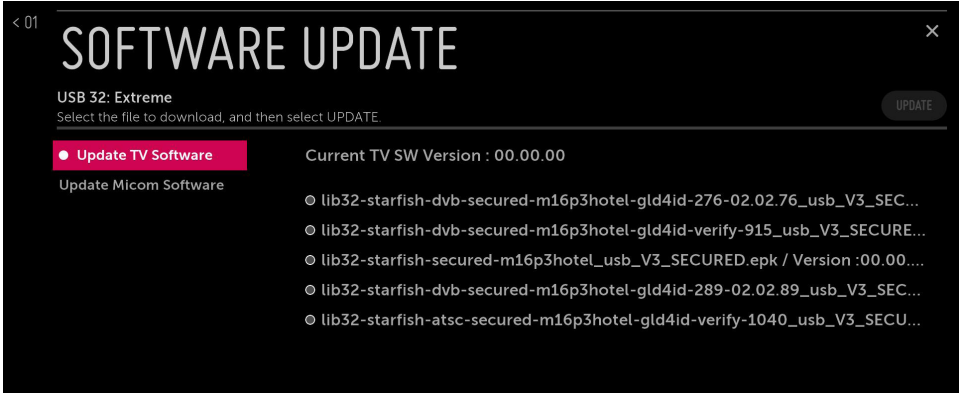 < 01
SOFTWARE UPDATE
×
USB 32: Extreme
Select the file to download, and then select UPDATE.
UPDATE
Update TV Software
Update Micom Software
Current TV SW Version : 00.00.00
lib32-starfish-dvb-secured-m16p3hotel-gld4id-276-02.02.76_usb_V3_SEC...
lib32-starfish-dvb-secured-m16p3hotel-gld4id-verify-915_usb_V3_SECURE...
lib32-starfish-secured-m16p3hotel_usb_V3_SECURED.epk / Version :00.00....
lib32-starfish-dvb-secured-m16p3hotel-gld4id-289-02.02.89_usb_V3_SEC...
lib32-starfish-atsc-secured-m16p3hotel-gld4id-verify-1040_usb_V3_SECU...